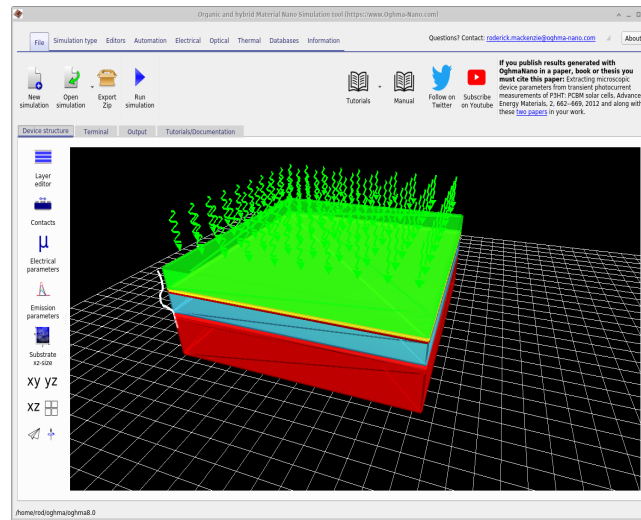 Organic and hybrid Material Nano Simulation tool (https://www.Oghma-Nano.com)
File Simulation type Editors Automation Electrical Optical Thermal Databases Information
Questions? Contact: roderick.mackenzie@oghma-nano.com
About
New simulation
Open simulation
Export Zip
Run simulation
Tutorials
Manual
Follow on Twitter
Subscribe on Youtube
If you publish results generated with
OghmaNano in a paper, book or thesis you
must cite this paper: Extracting microscopic
device parameters from transient photocurrent
measurements of P3HT: PCBM solar cells, Advance
Energy Materials, 2, 662–669, 2012 and along with
these two papers in your work.
Device structure Terminal Output Tutorials/Documentation
Layer
editor
Contacts
μ
Electrical
parameters
Emission
parameters
Substrate
xz-size
xy yz
xz
/home/rod/oghma/oghma8.0